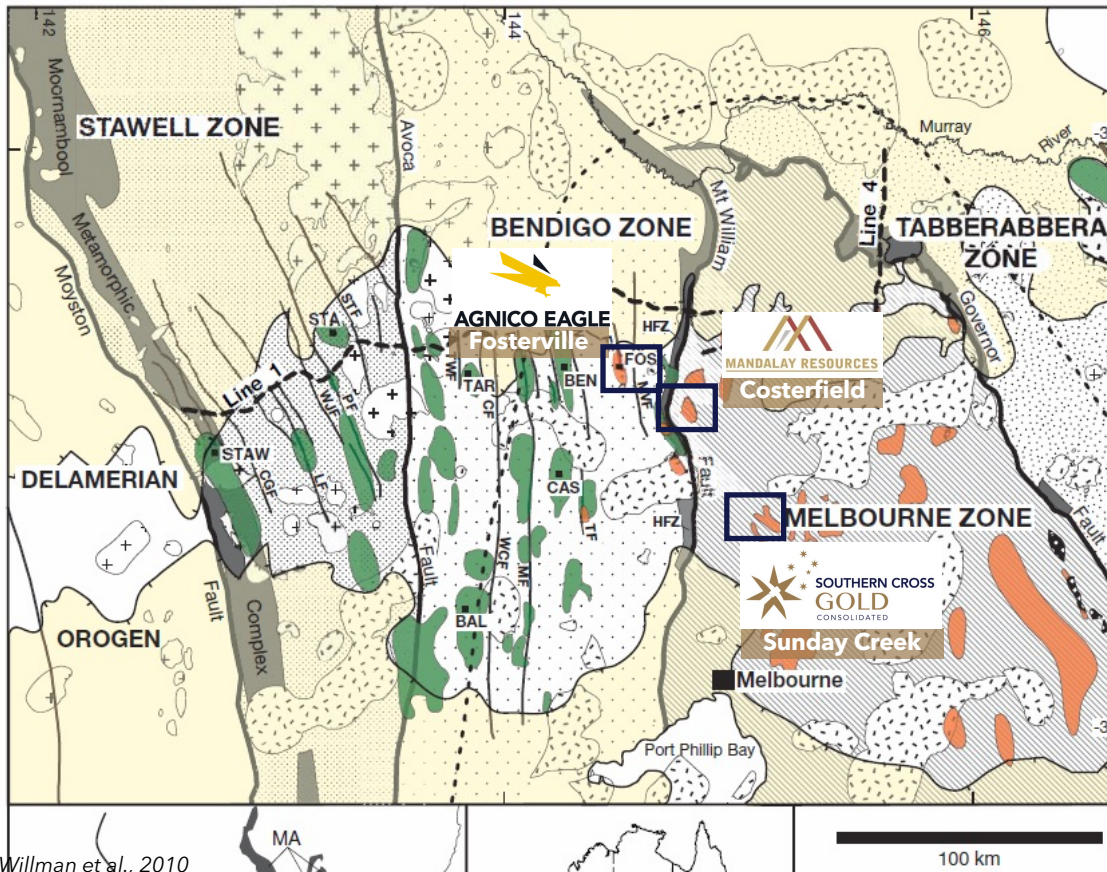 142
144
146
Moornambool
STAWELL ZONE
Avoca
Murray
River
-3
Metamorphic
Mt William
BENDIGO ZONE
Line 4
TABBERABBERA
ZONE
Moyston
AGNICO EAGLE
Fosterville
STF
STA
HFZ
Governor
MANDALAY RESOURCES
Costerfield
FOS
Line 1
WJF
PF
TAR
CF
BEN
STAW
DELAMERIAN
CGF
LF
CAS
Fault
HFZ
TF
MELBOURNE ZONE
Fault
Fault
WCF
MF
SOUTHERN CROSS
GOLD
CONSOLIDATED
Sunday Creek
Fault
Complex
OROGEN
BAL
Melbourne
-3
Port Phillip Bay
MA
Willman et al., 2010
100 km